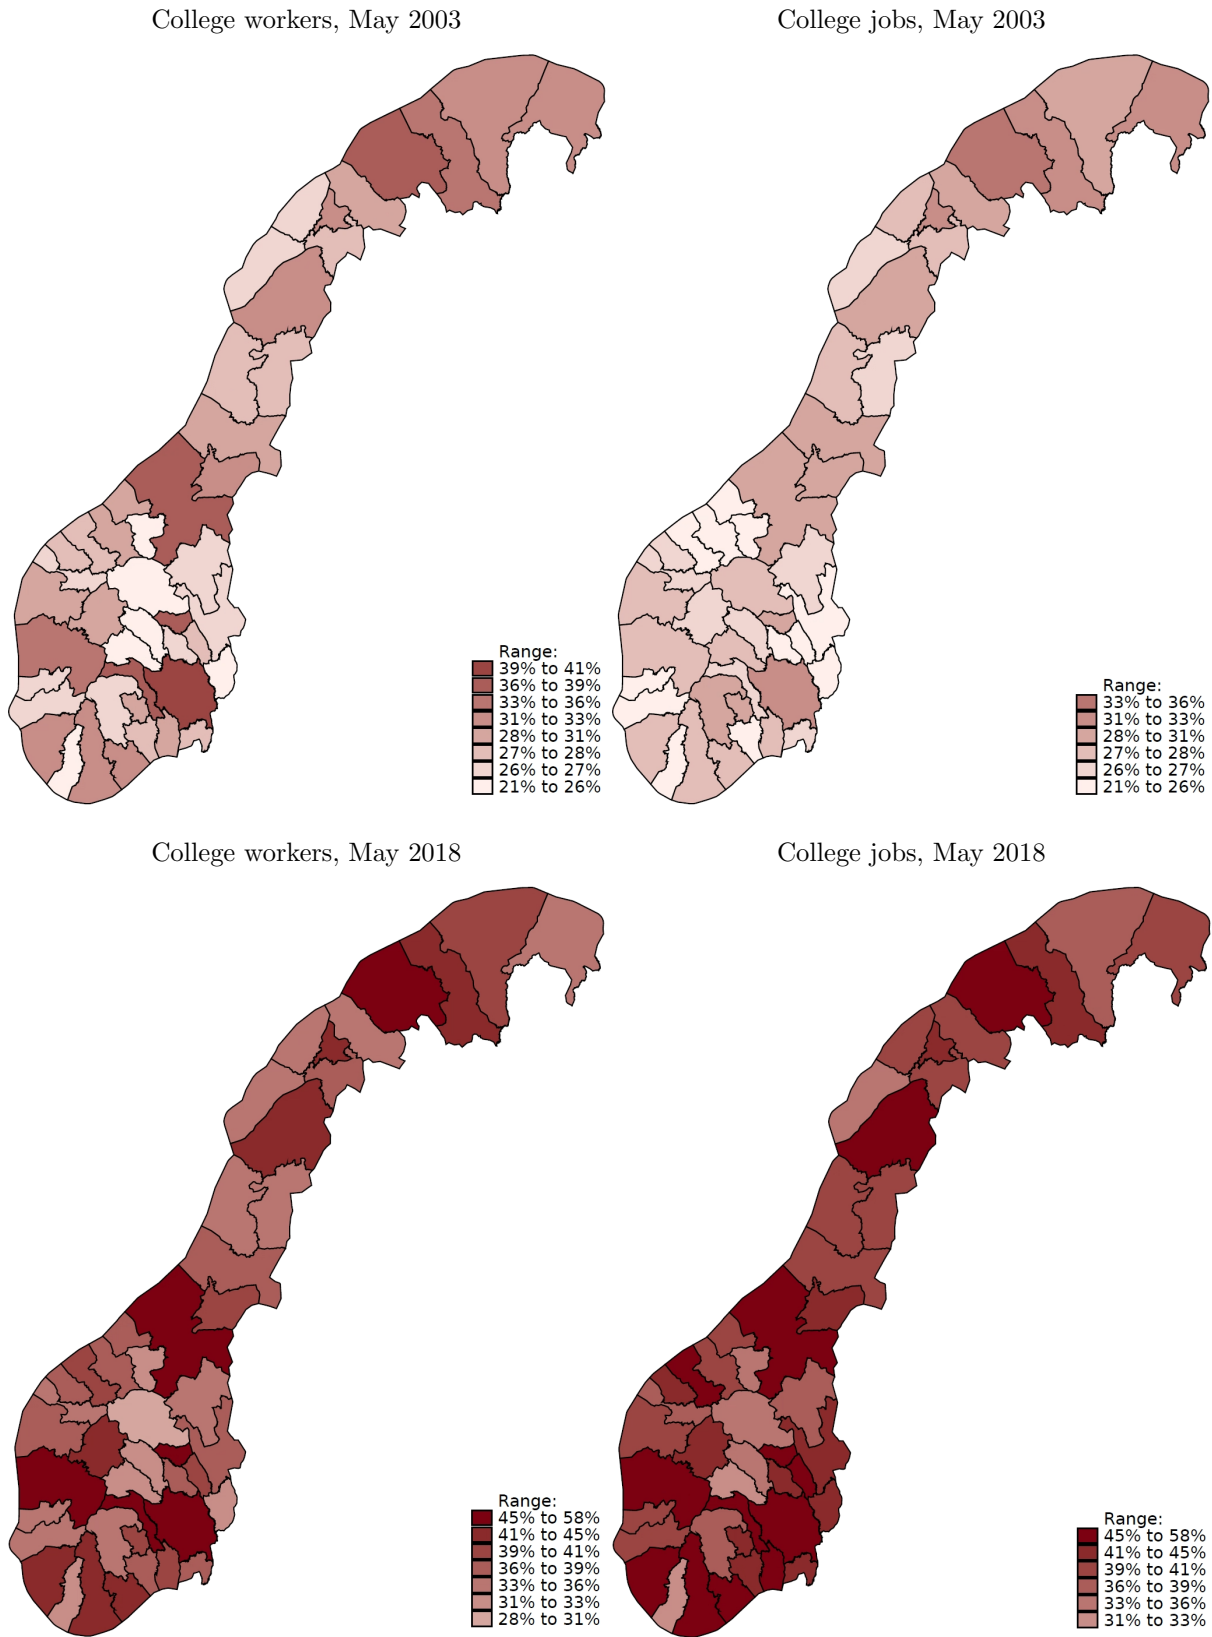 College workers, May 2003
College jobs, May 2003
Range:
39% to 41%
36% to 39%
33% to 36%
31% to 33%
28% to 31%
27% to 28%
26% to 27%
21% to 26%
Range:
33% to 36%
31% to 33%
28% to 31%
27% to 28%
26% to 27%
21% to 26%
College workers, May 2018
College jobs, May 2018
Range:
45% to 58%
41% to 45%
39% to 41%
36% to 39%
33% to 36%
31% to 33%
28% to 31%
Range:
45% to 58%
41% to 45%
39% to 41%
36% to 39%
33% to 36%
31% to 33%